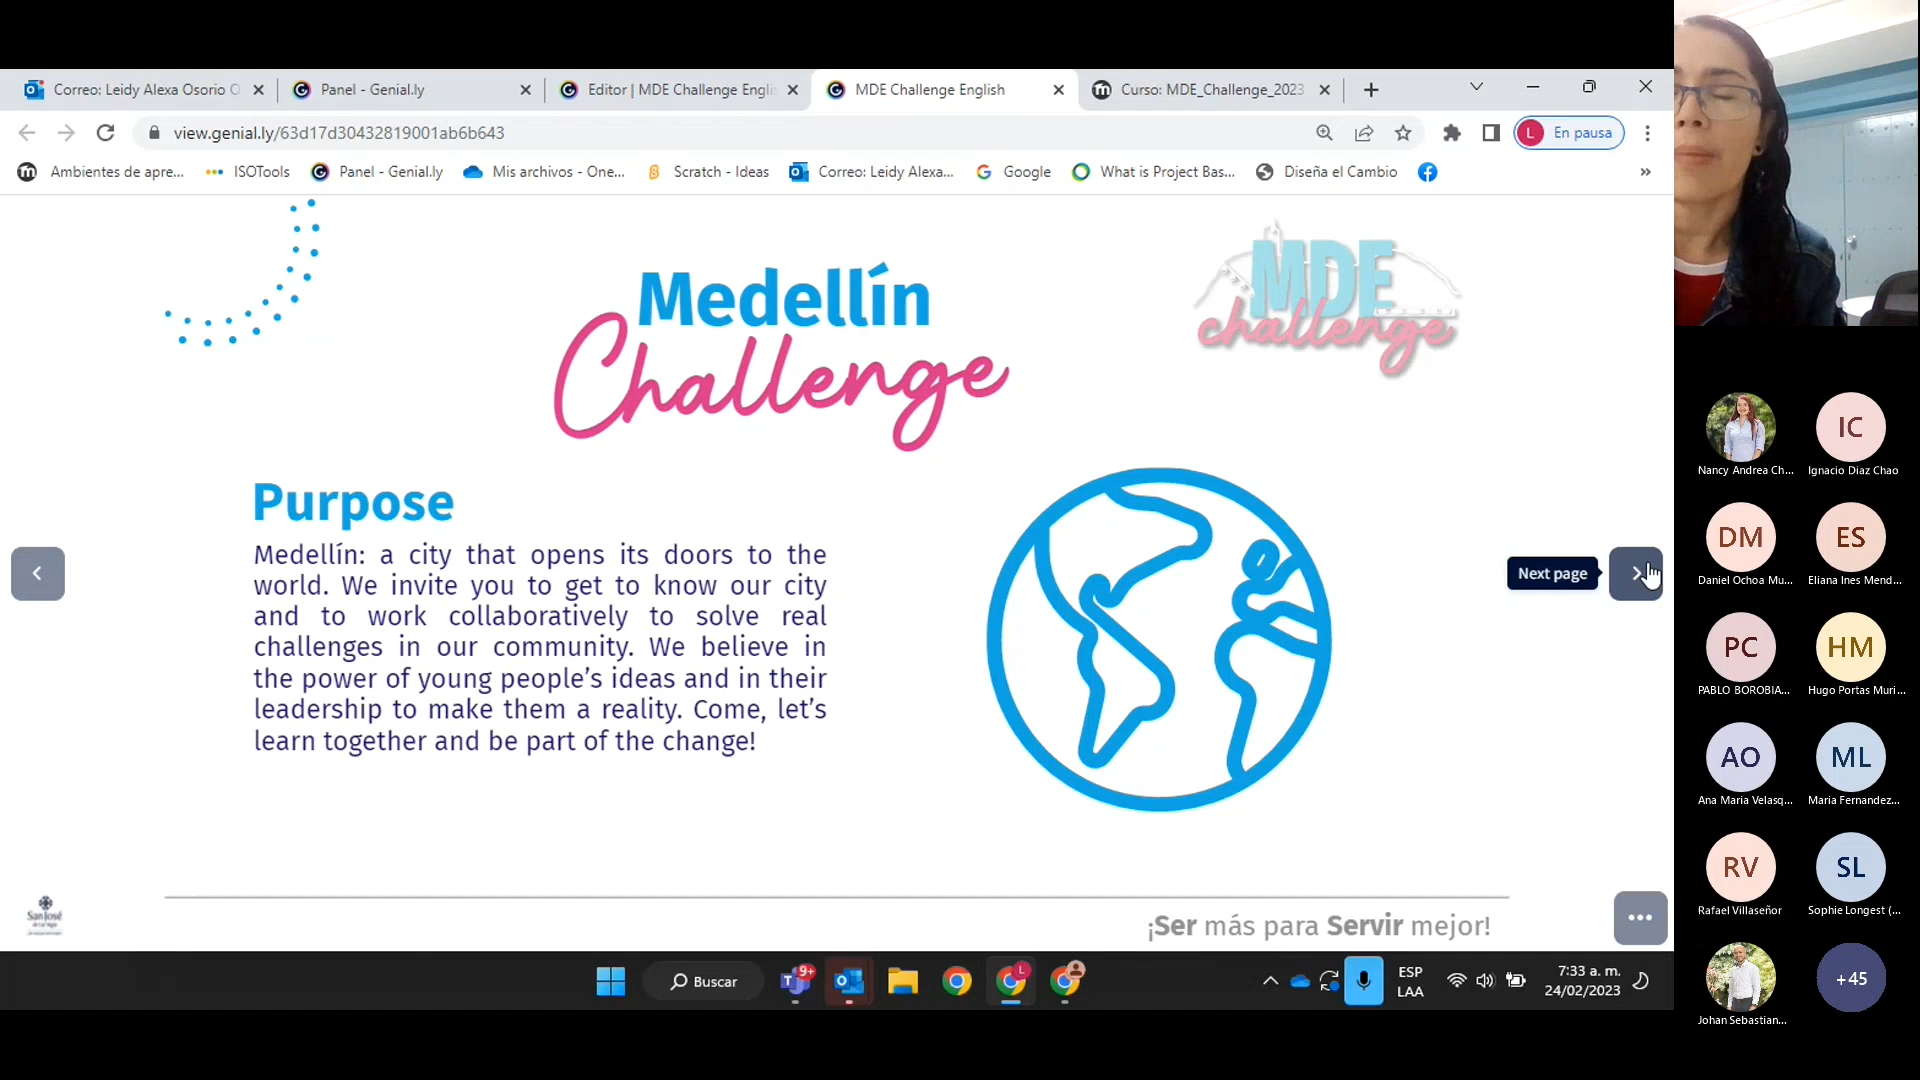 Correo: Leidy Alexa Osorio O
Panel - Genial.ly
Editor | MDE Challenge Engli
MDE Challenge English
Curso: MDE_Challenge_2023
view.genial.ly/63d17d30432819001ab6b643
L En pausa
Ambientes de apre...
ISOTools
Panel - Genial.ly
Mis archivos - One...
Scratch - Ideas
Correo: Leidy Alexa...
Google
What is Project Bas...
Diseña el Cambio
»
Medellín
Challenge
MDE
challenge
Purpose
Medellín: a city that opens its doors to the
world. We invite you to get to know our city
and to work collaboratively to solve real
challenges in our community. We believe in
the power of young people's ideas and in their
leadership to make them a reality. Come, let's
learn together and be part of the change!
Next page
San José
¡Ser más para Servir mejor!
Buscar
9+
L
ESP
LAA
7:33 a. m.
24/02/2023
Nancy Andrea Ch...
IC
Ignacio Diaz Chao
DM
Daniel Ochoa Mu...
ES
Eliana Ines Mend...
PC
PABLO BOROBIA...
HM
Hugo Portas Muri...
AO
Ana Maria Velasq...
ML
Maria Fernandez...
RV
Rafael Villaseñor
SL
Sophie Longest (...
Johan Sebastian...
+45